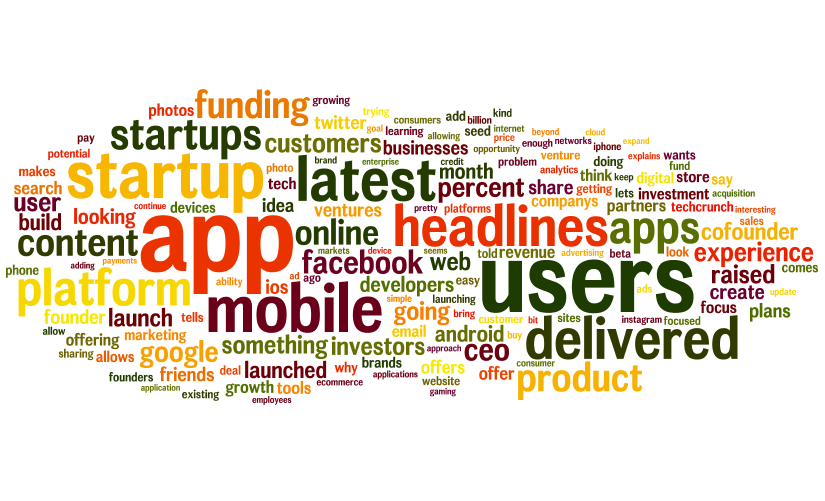 growing
photos funding trying kind
startups twitter consumers add billion
goal learning allowing seed internet beyond cloud
pay customers businesses opportunity price enough networks iphone expand
potential brand enterprise credit problem venture explains wants
makes startup photo latest month analytics doing fund
search tech percent share getting think keep digital store say
user continue devices idea ventures pretty platforms companys lets investment acquisition
build looking app online headlines apps partners techcrunch interesting
content markets device seems told revenue advertising beta look sales cofounder
phone adding payments ability ios ad ago facebook web easy users experience
platform mobile developers raised comes
founder launch tells simple launching going bring ads create update
allow customer bit sites instagram focused focus plans
offering marketing email android buy delivered
sharing allows google something investors approach ceo
founders friends deal launched why brands offers offer consumer product
application existing growth tools ecommerce applications website
employees gaming